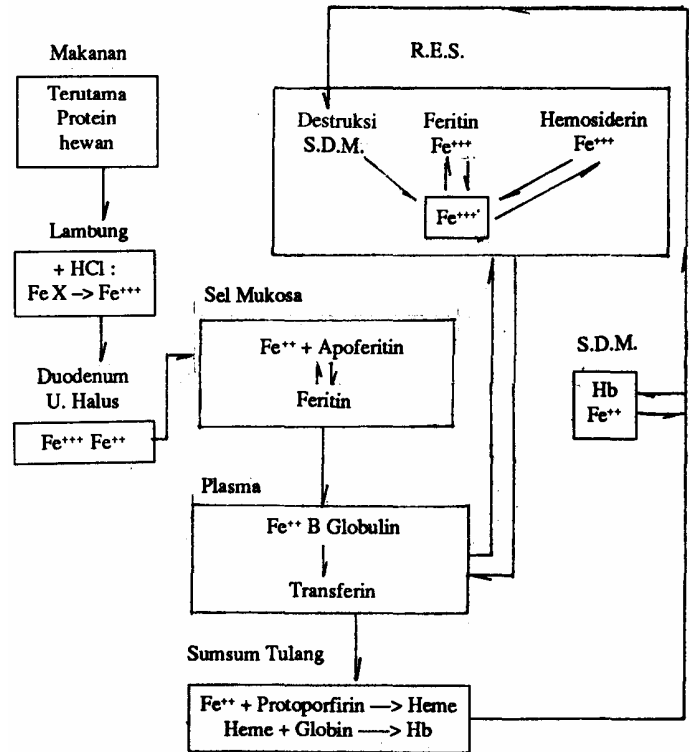 Makanan
Terutama
Protein
hewan
Lambung
+ HCl :
Fe X –> Fe⁺⁺⁺
Duodenum
U. Halus
Fe⁺⁺⁺ Fe⁺⁺
R.E.S.
Destruksi
S.D.M.
Feritin
Fe⁺⁺⁺
Hemosiderin
Fe⁺⁺⁺
Fe⁺⁺⁺
Sel Mukosa
Fe⁺⁺ + Apoferitin
Feritin
Plasma
Fe⁺⁺ B Globulin
Transferin
Sumsum Tulang
Fe⁺⁺ + Protoporfirin —> Heme
Heme + Globin —> Hb
S.D.M.
Hb
Fe⁺⁺